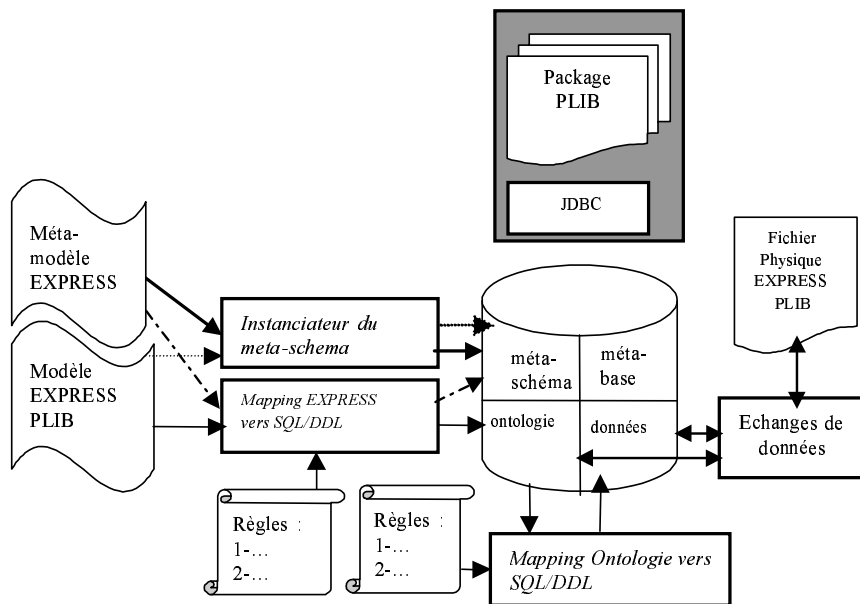 Package
PLIB
JDBC
Méta-
modèle
EXPRESS
Modèle
EXPRESS
PLIB
Instanciateur du
meta-schema
Mapping EXPRESS
vers SQL/DDL
méta-
schéma
méta-
base
ontologie
données
Fichier
Physique
EXPRESS
PLIB
Echanges de
données
Règles :
1-...
2-...
Règles :
1-...
2-...
Mapping Ontologie vers
SQL/DDL